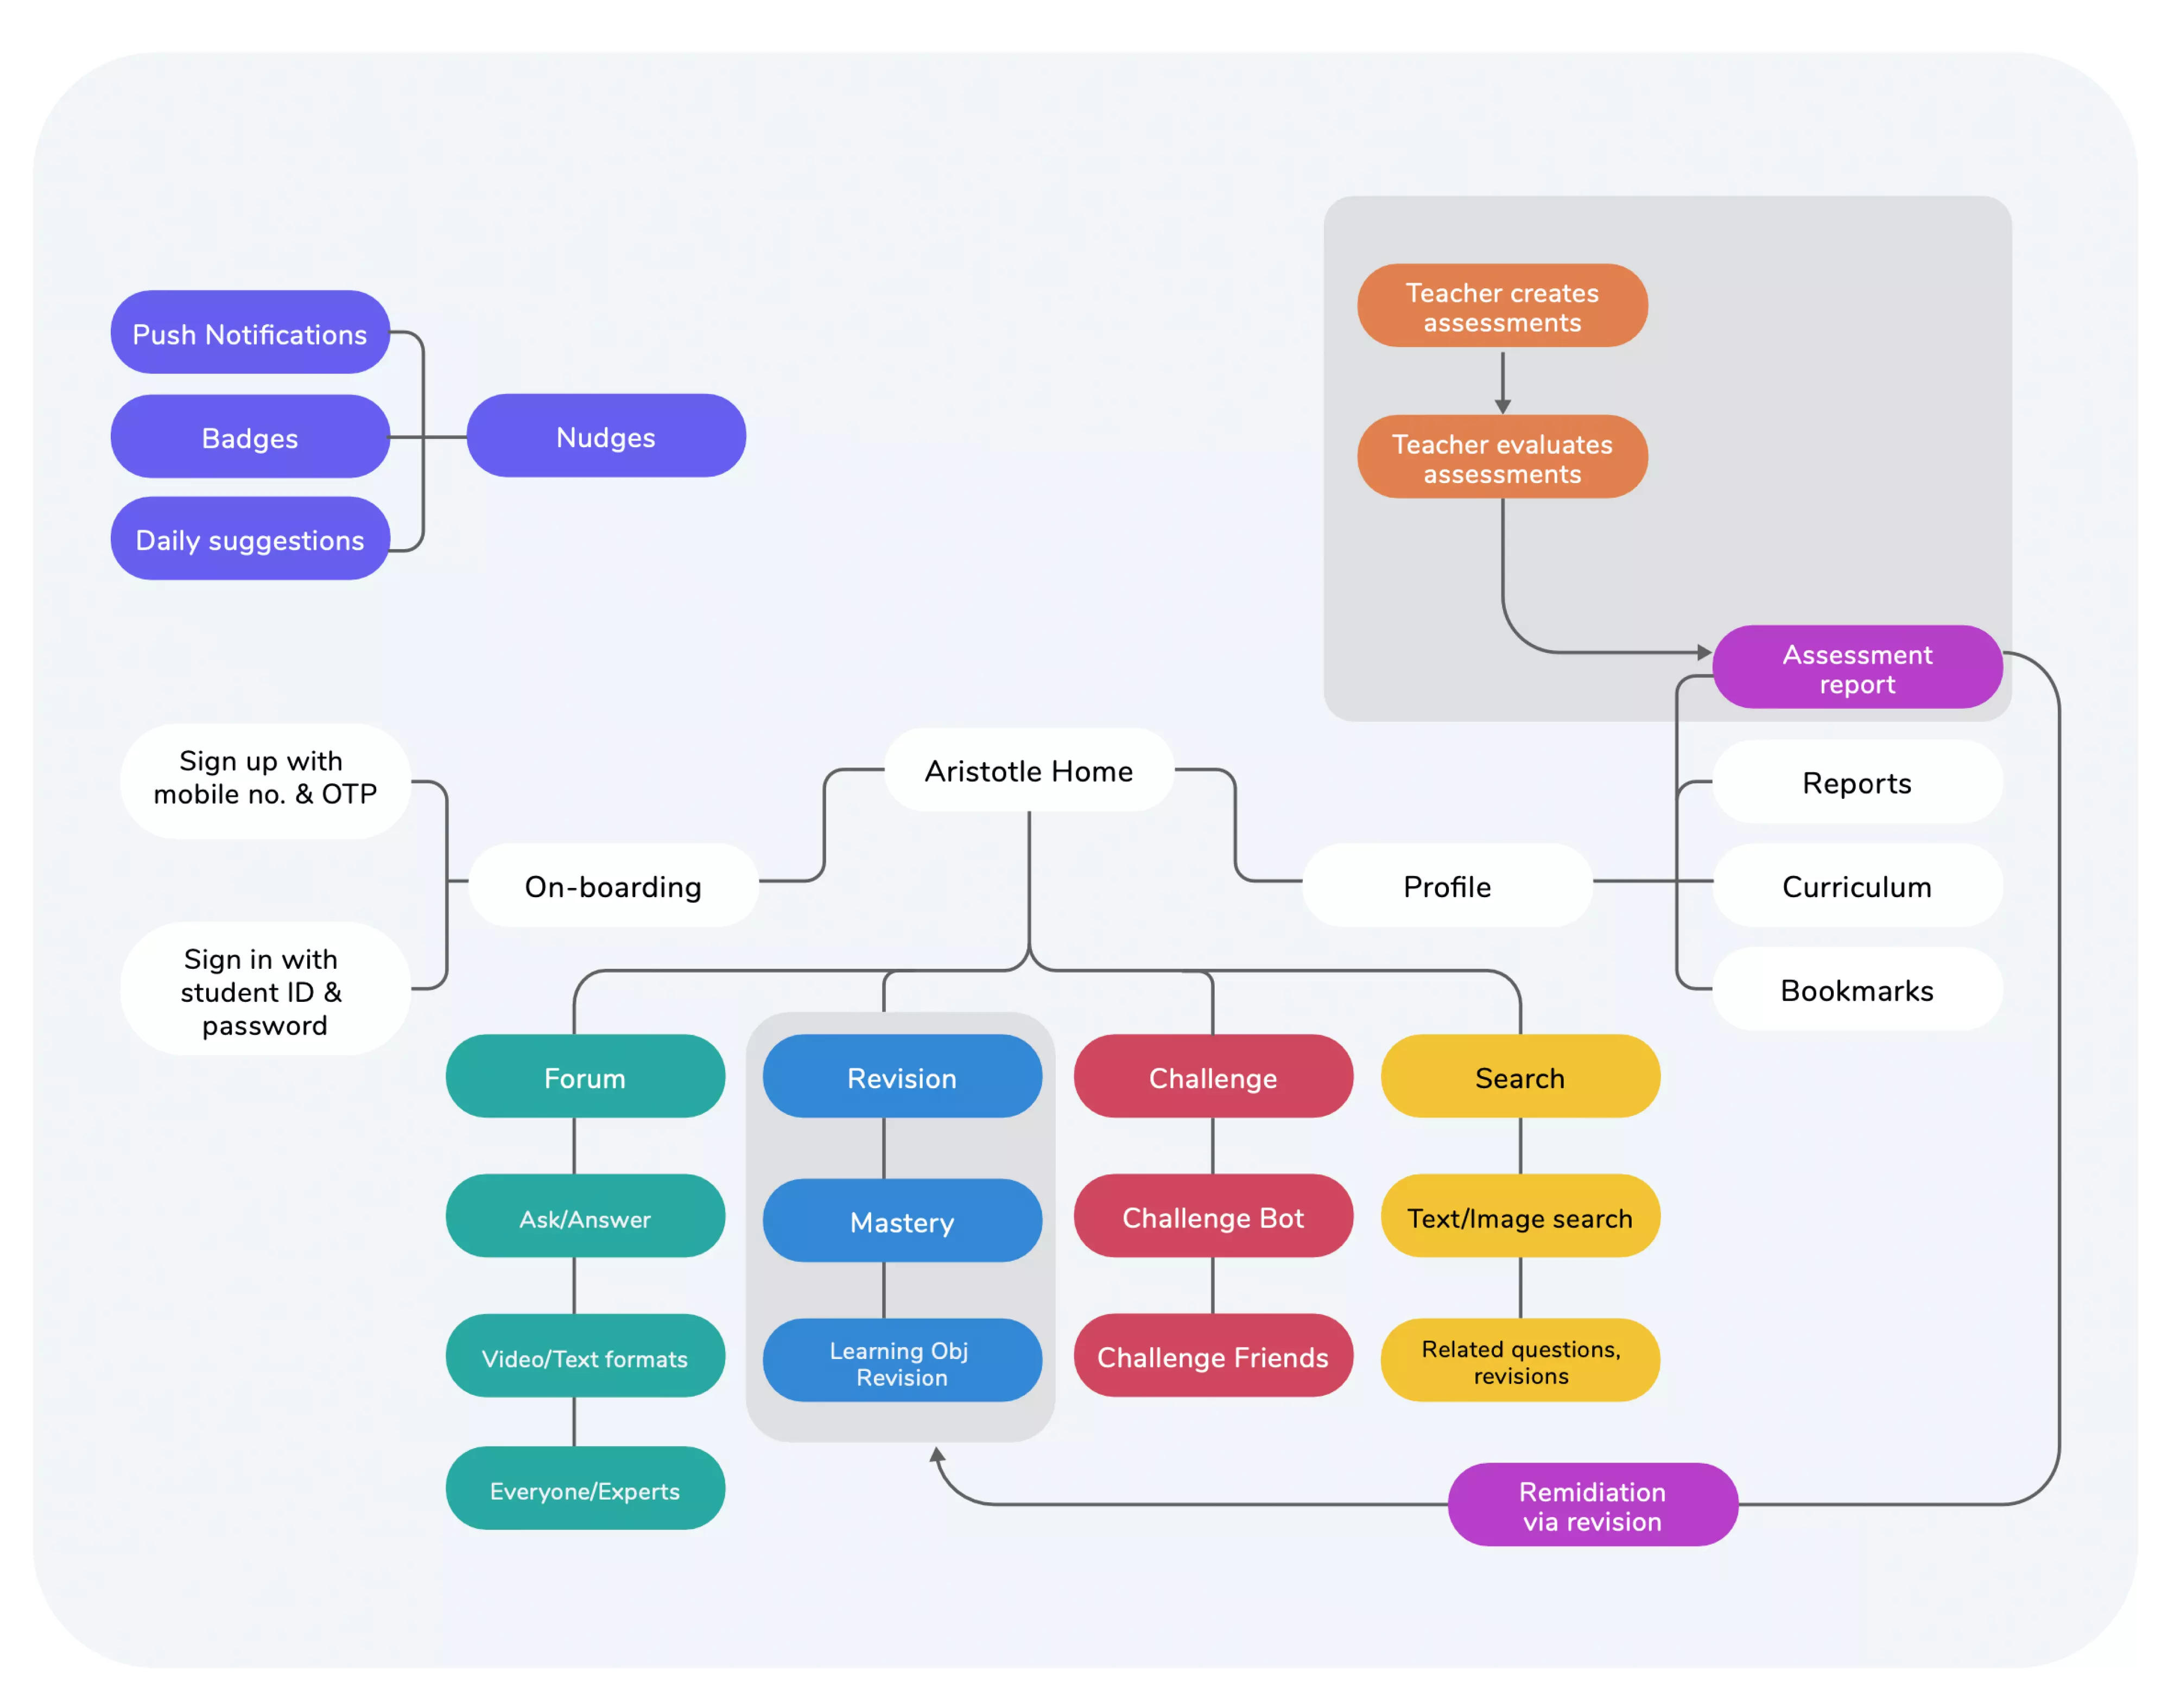 Teacher creates
assessments
Push Notifications
Badges
Nudges
Teacher evaluates
assessments
Daily suggestions
Assessment
report
Sign up with
mobile no. & OTP
Aristotle Home
Reports
On-boarding
Profile
Curriculum
Sign in with
student ID &
password
Bookmarks
Forum
Revision
Challenge
Search
Ask/Answer
Mastery
Challenge Bot
Text/Image search
Video/Text formats
Learning Obj
Revision
Challenge Friends
Related questions,
revisions
Everyone/Experts
Remidiation
via revision